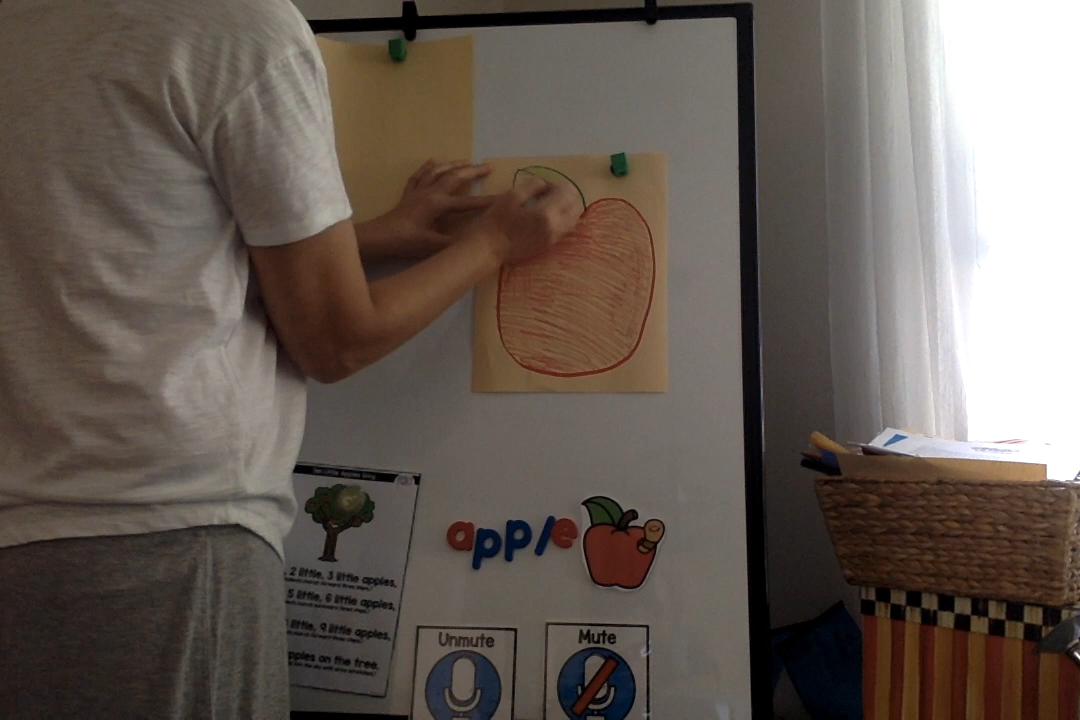 Ten Little Apples Song
2 little, 3 little apples,
5 little, 6 little apples,
little, 9 little apples,
apples on the tree.
apple
Unmute
Mute